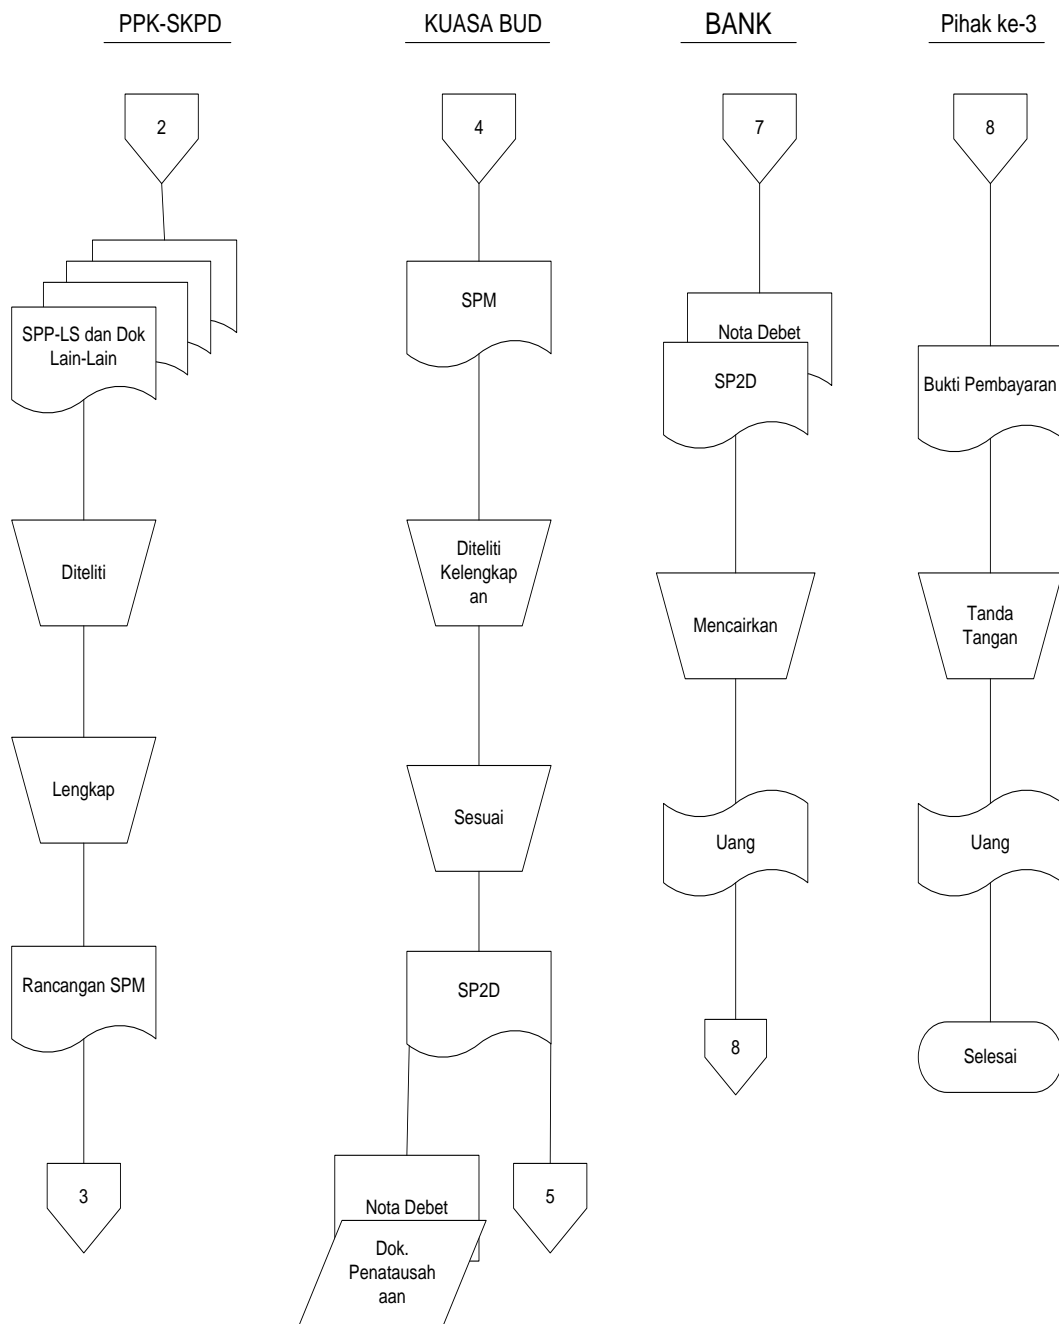 PPK-SKPD
2
SPP-LS dan Dok
Lain-Lain
Diteliti
Lengkap
Rancangan SPM
3
KUASA BUD
4
SPM
Diteliti
Kelengkap
an
Sesuai
SP2D
Nota Debet
Dok.
Penatausah
aan
5
BANK
7
Nota Debet
SP2D
Mencairkan
Uang
8
Pihak ke-3
8
Bukti Pembayaran
Tanda
Tangan
Uang
Selesai